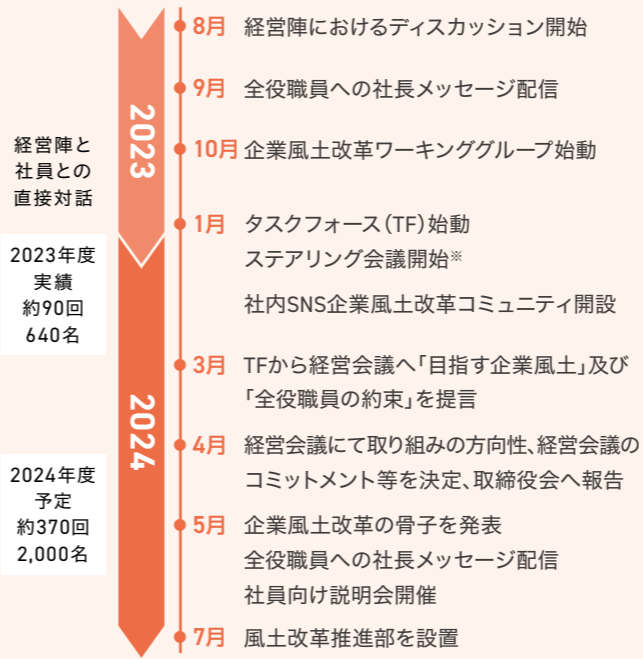 経営陣と
社員との
直接対話
2023年度
実績
約90回
640名
2024年度
予定
約370回
2,000名
2023
8月 経営陣におけるディスカッション開始
9月 全役職員への社長メッセージ配信
10月 企業風土改革ワーキンググループ始動
2024
1月 タスクフォース（TF）始動
ステアリング会議開始※
社内SNS企業風土改革コミュニティ開設
3月 TFから経営会議へ「目指す企業風土」及び
「全役職員の約束」を提言
4月 経営会議にて取り組みの方向性、経営会議の
コミットメント等を決定、取締役会へ報告
5月 企業風土改革の骨子を発表
全役職員への社長メッセージ配信
社員向け説明会開催
7月 風土改革推進部を設置